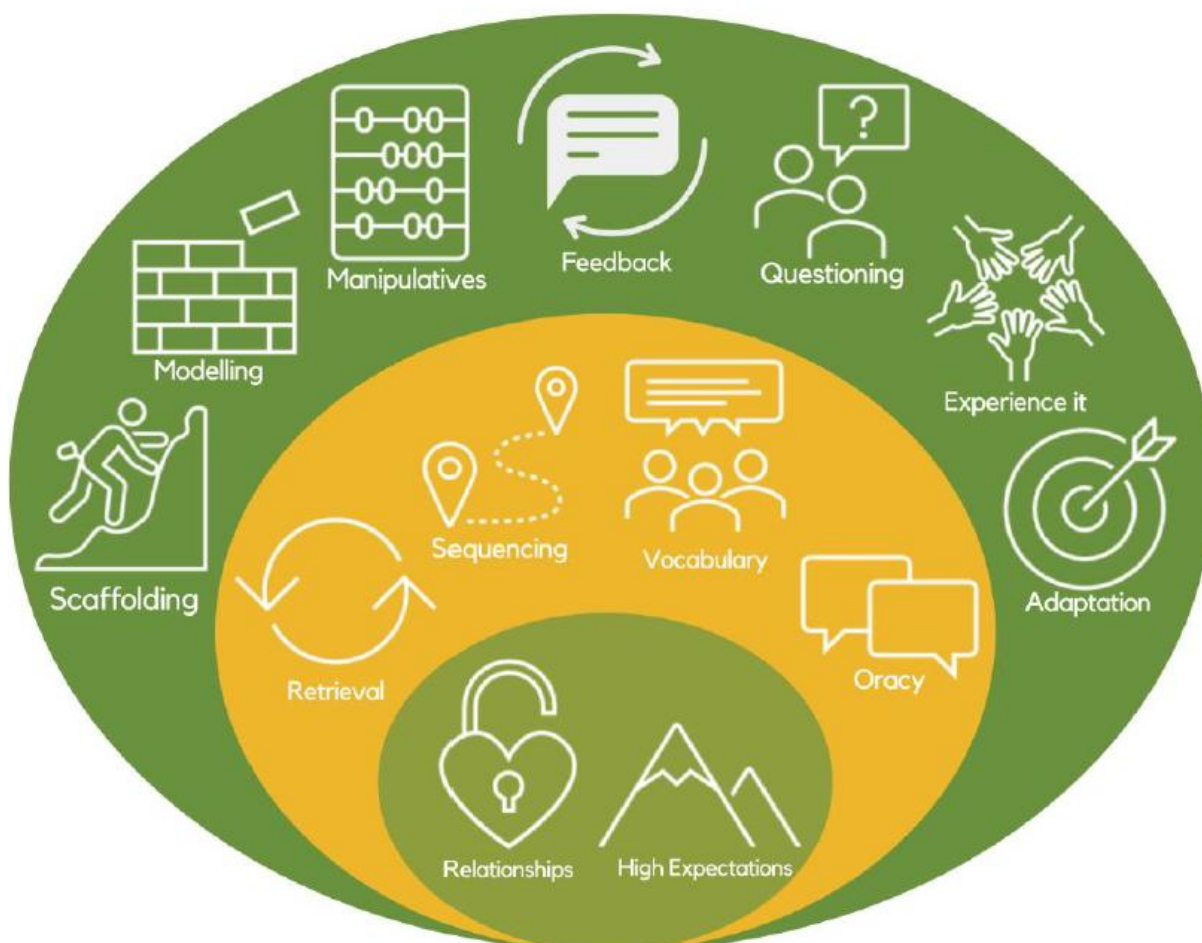 Feedback
Questioning
Manipulatives
Modelling
Experience it
Scaffolding
Adaptation
Sequencing
Vocabulary
Retrieval
Oracy
Relationships
High Expectations
?